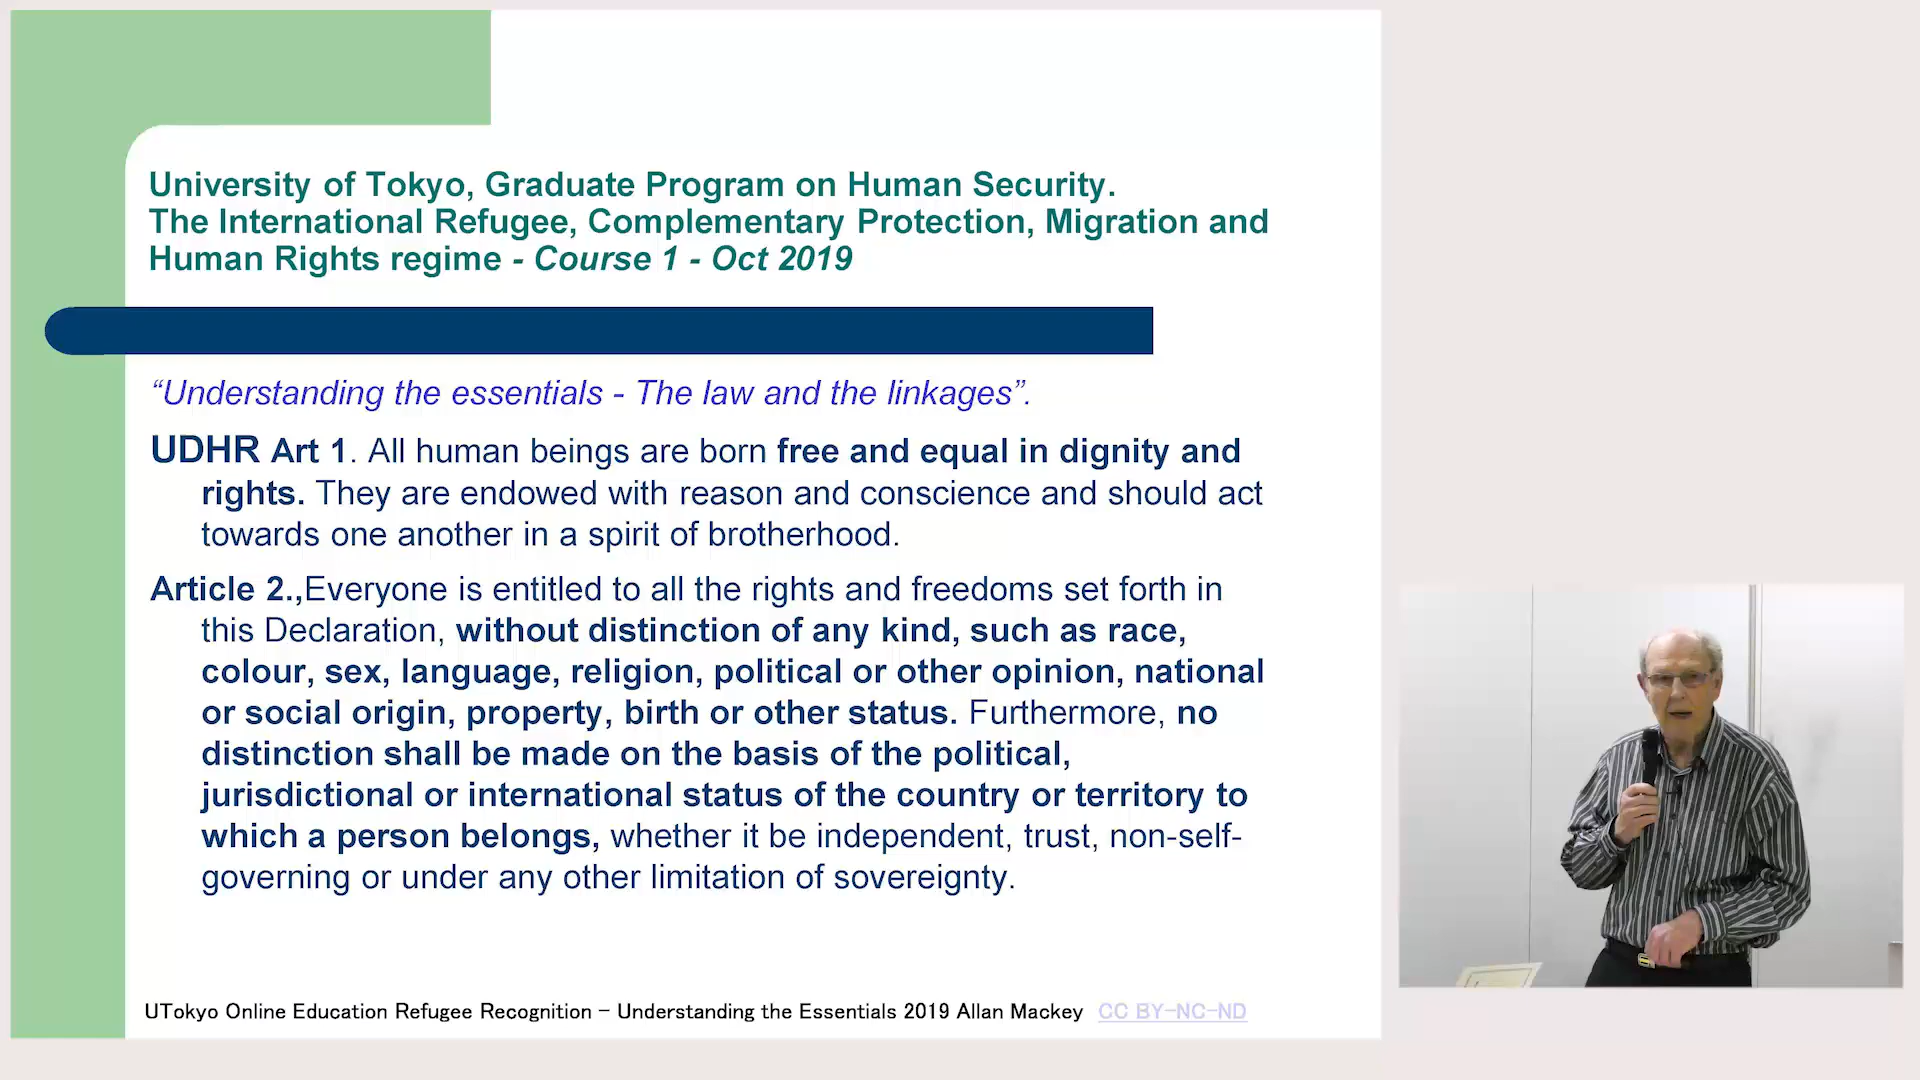 University of Tokyo, Graduate Program on Human Security.
The International Refugee, Complementary Protection, Migration and
Human Rights regime - Course 1 - Oct 2019
“Understanding the essentials - The law and the linkages”.
UDHR Art 1. All human beings are born free and equal in dignity and
rights. They are endowed with reason and conscience and should act
towards one another in a spirit of brotherhood.
Article 2.,Everyone is entitled to all the rights and freedoms set forth in
this Declaration, without distinction of any kind, such as race,
colour, sex, language, religion, political or other opinion, national
or social origin, property, birth or other status. Furthermore, no
distinction shall be made on the basis of the political,
jurisdictional or international status of the country or territory to
which a person belongs, whether it be independent, trust, non-self-
governing or under any other limitation of sovereignty.
UTokyo Online Education Refugee Recognition – Understanding the Essentials 2019 Allan Mackey CC BY-NC-ND